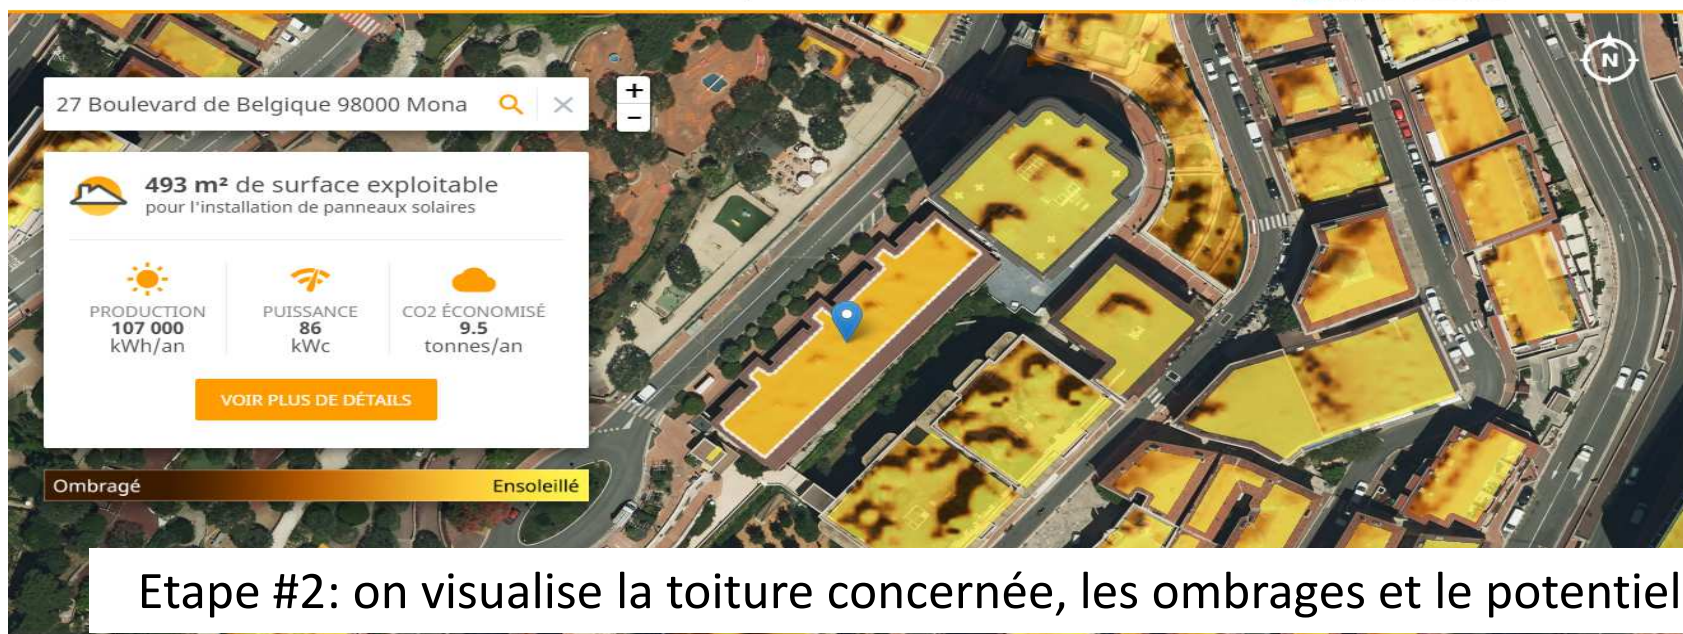 27 Boulevard de Belgique 98000 Mona
+
−
N
493 m² de surface exploitable
pour l'installation de panneaux solaires
PRODUCTION
107 000
kWh/an
PUISSANCE
86
kWc
CO2 ÉCONOMISÉ
9.5
tonnes/an
VOIR PLUS DE DÉTAILS
Ombragé
Ensoleillé
Etape #2: on visualise la toiture concernée, les ombrages et le potentiel